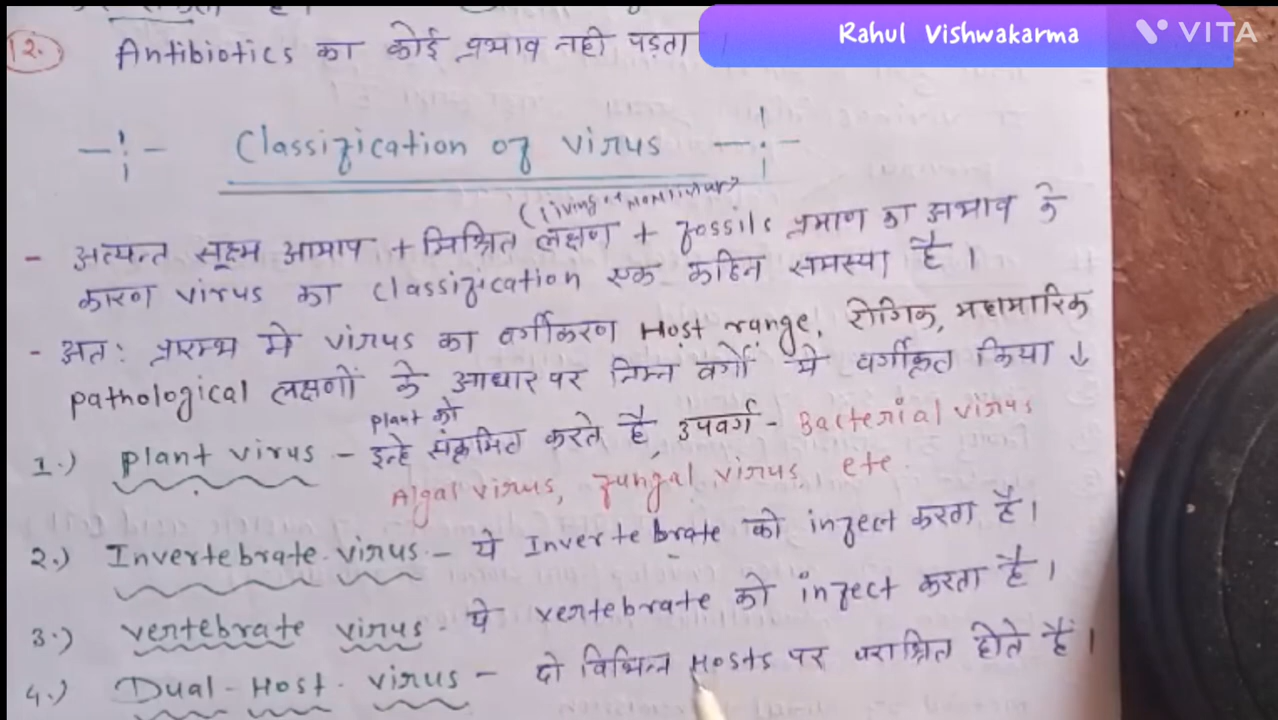 Rahul Vishwakarma
VITA
12. Antibiotics का कोई प्रभाव नही पड़ता ।
Classification of virus
(living or nonliving)
- अत्यन्त सूक्ष्म आमाप + मिश्रित लक्षण + fossils प्रमाण का अभाव के
कारण virus का classification एक कठिन समस्या है ।
- अतः प्रारम्भ मे virus का वर्गीकरण Host range, रोगिक, महामारिक
pathological लक्षणों के आधार पर निम्न वर्गों मे वर्गीकृत किया ↓
plant को
1.) plant virus - इन्हे संक्रमित करते है, उपवर्ग - Bacterial virus
Algal virus, fungal virus, etc.
2.) Invertebrate virus - ये Invertebrate को infect करता है ।
3.) vertebrate virus - ये vertebrate को infect करता है ।
4.) Dual-Host virus - दो विभिन्न Hosts पर पराश्रित होते हैं ।